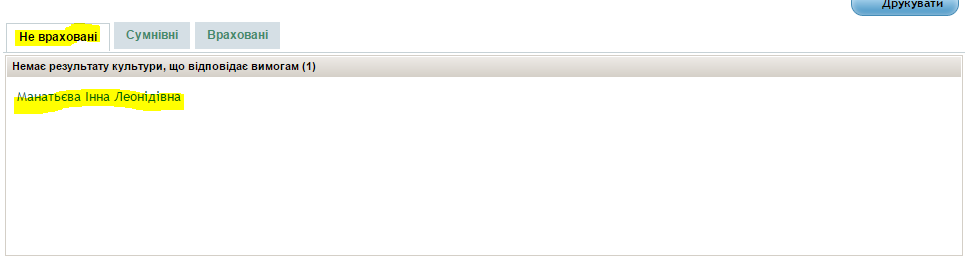 Друкувати
Не враховані Сумнівні Враховані
Немає результату культури, що відповідає вимогам (1)
Манатьєва Інна Леонідівна